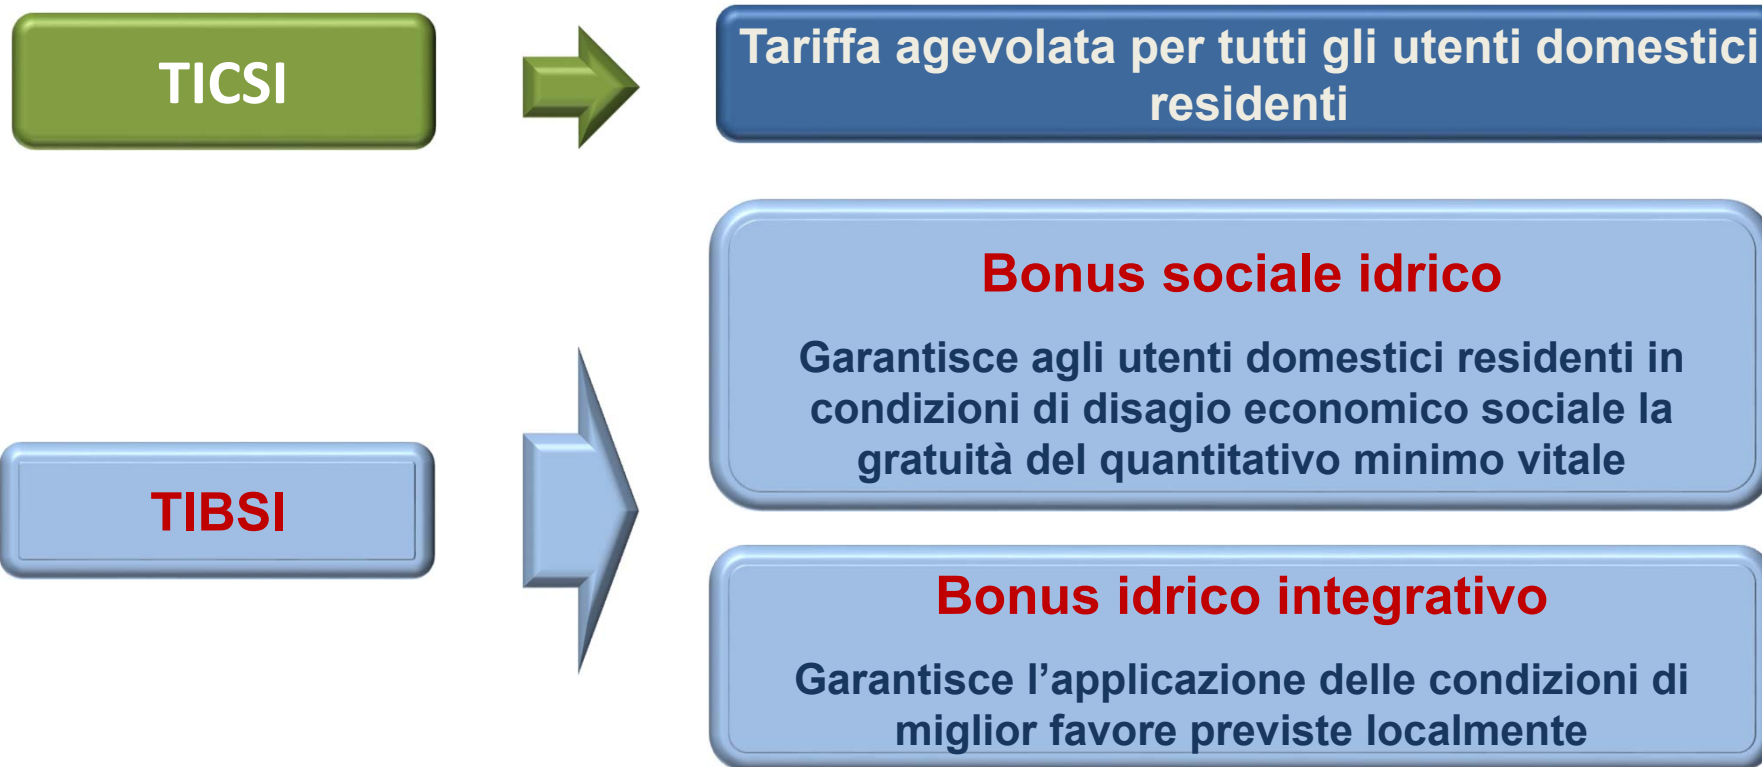 TICSI
Tariffa agevolata per tutti gli utenti domestici
residenti
TIBSI
Bonus sociale idrico
Garantisce agli utenti domestici residenti in
condizioni di disagio economico sociale la
gratuità del quantitativo minimo vitale
Bonus idrico integrativo
Garantisce l’applicazione delle condizioni di
miglior favore previste localmente